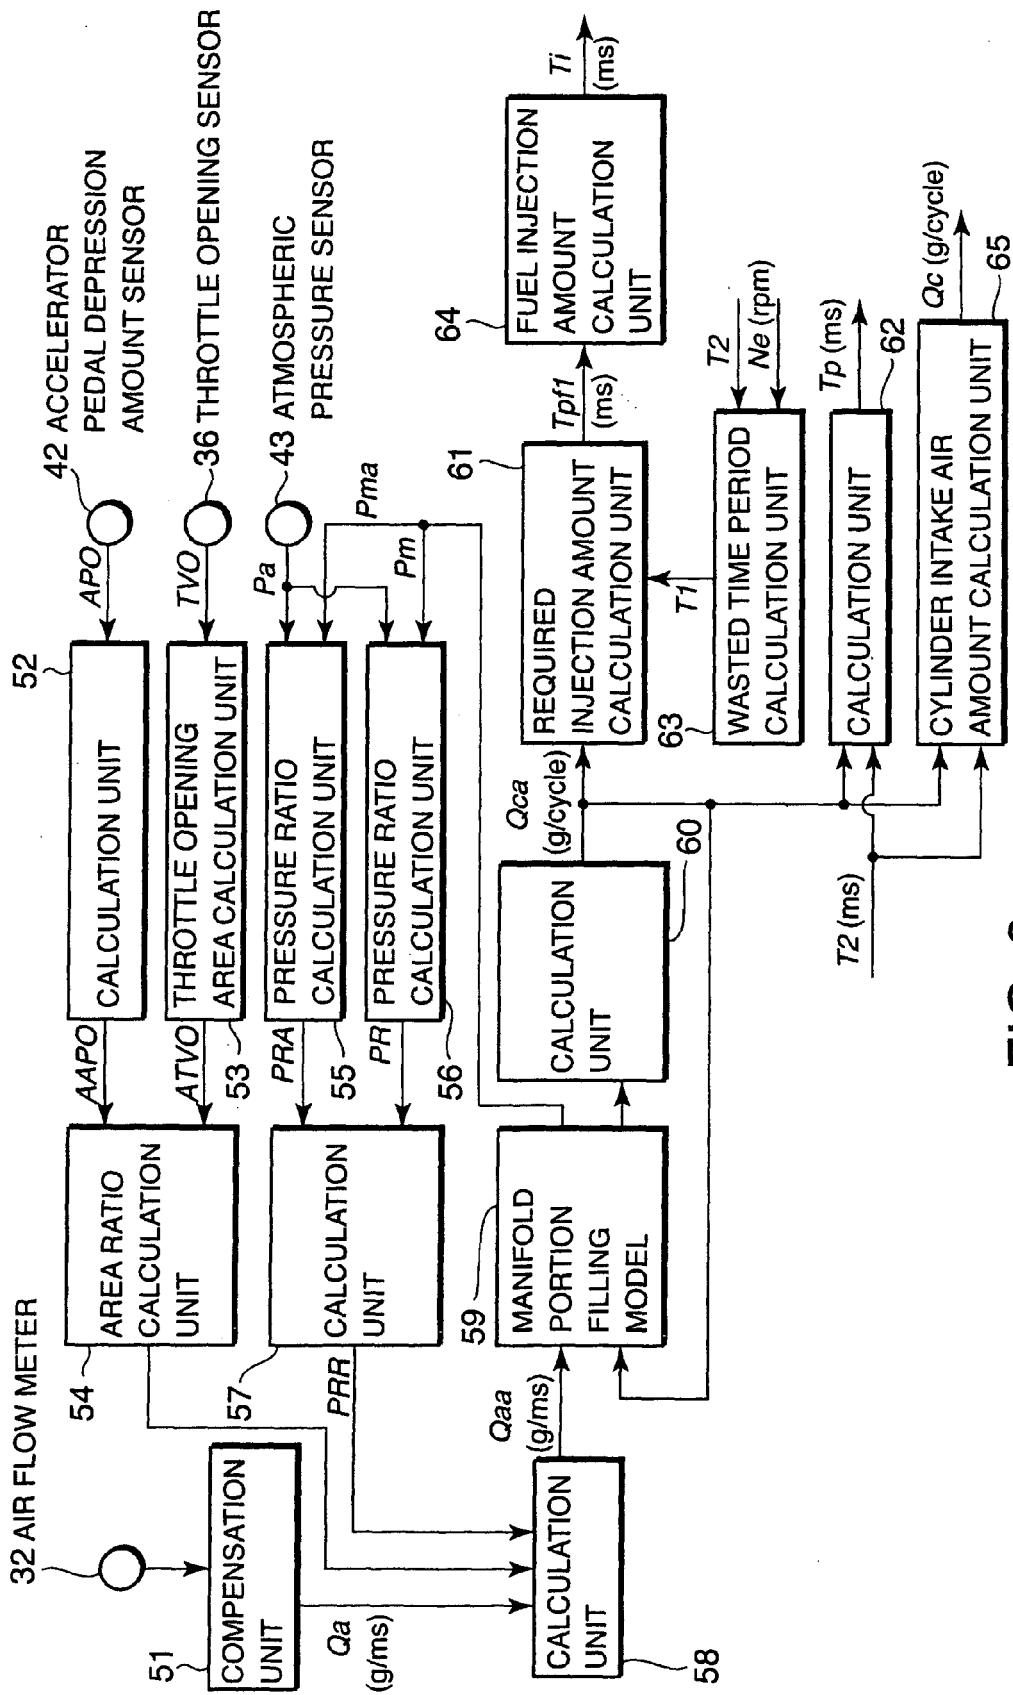 32 AIR FLOW METER
51
COMPENSATION
UNIT
Qa
(g/ms)
54
AREA RATIO
CALCULATION
UNIT
57
CALCULATION
UNIT
PRR
CALCULATION
UNIT
58
Qaa
(g/ms)
AAPO
ATVO
53
PRA
55
PR
56
52
CALCULATION UNIT
THROTTLE OPENING
AREA CALCULATION UNIT
PRESSURE RATIO
CALCULATION UNIT
PRESSURE RATIO
CALCULATION UNIT
APO
TVO
Pa
Pma
Pm
42 ACCELERATOR
PEDAL DEPRESSION
AMOUNT SENSOR
36 THROTTLE OPENING SENSOR
43 ATMOSPHERIC
PRESSURE SENSOR
59
MANIFOLD
PORTION
FILLING
MODEL
CALCULATION
UNIT
60
Qca
(g/cycle)
REQUIRED
INJECTION AMOUNT
CALCULATION UNIT
61
Tpf1
(ms)
64
FUEL INJECTION
AMOUNT
CALCULATION
UNIT
Ti
(ms)
T1
63
WASTED TIME PERIOD
CALCULATION UNIT
T2
Ne (rpm)
CALCULATION UNIT
62
Tp (ms)
T2 (ms)
CYLINDER INTAKE AIR
AMOUNT CALCULATION UNIT
65
Qc (g/cycle)